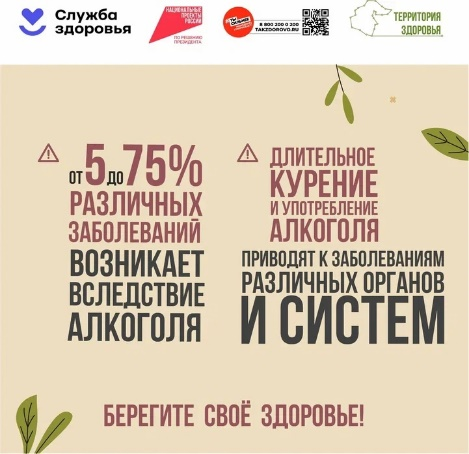 Служба
здоровья
НАЦИОНАЛЬНЫЕ
ПРОЕКТЫ
РОССИИ
ПО РЕШЕНИЮ
ПРЕЗИДЕНТА
8 800 200 0 200
TAKZDOROVO.RU
ТЕРРИТОРИЯ
ЗДОРОВЬЯ
ОТ 5 ДО 75%
РАЗЛИЧНЫХ
ЗАБОЛЕВАНИЙ
ВОЗНИКАЕТ
ВСЛЕДСТВИЕ
АЛКОГОЛЯ
ДЛИТЕЛЬНОЕ
КУРЕНИЕ
И УПОТРЕБЛЕНИЕ
АЛКОГОЛЯ
ПРИВОДЯТ К ЗАБОЛЕВАНИЯМ
РАЗЛИЧНЫХ ОРГАНОВ
И СИСТЕМ
БЕРЕГИТЕ СВОЁ ЗДОРОВЬЕ!